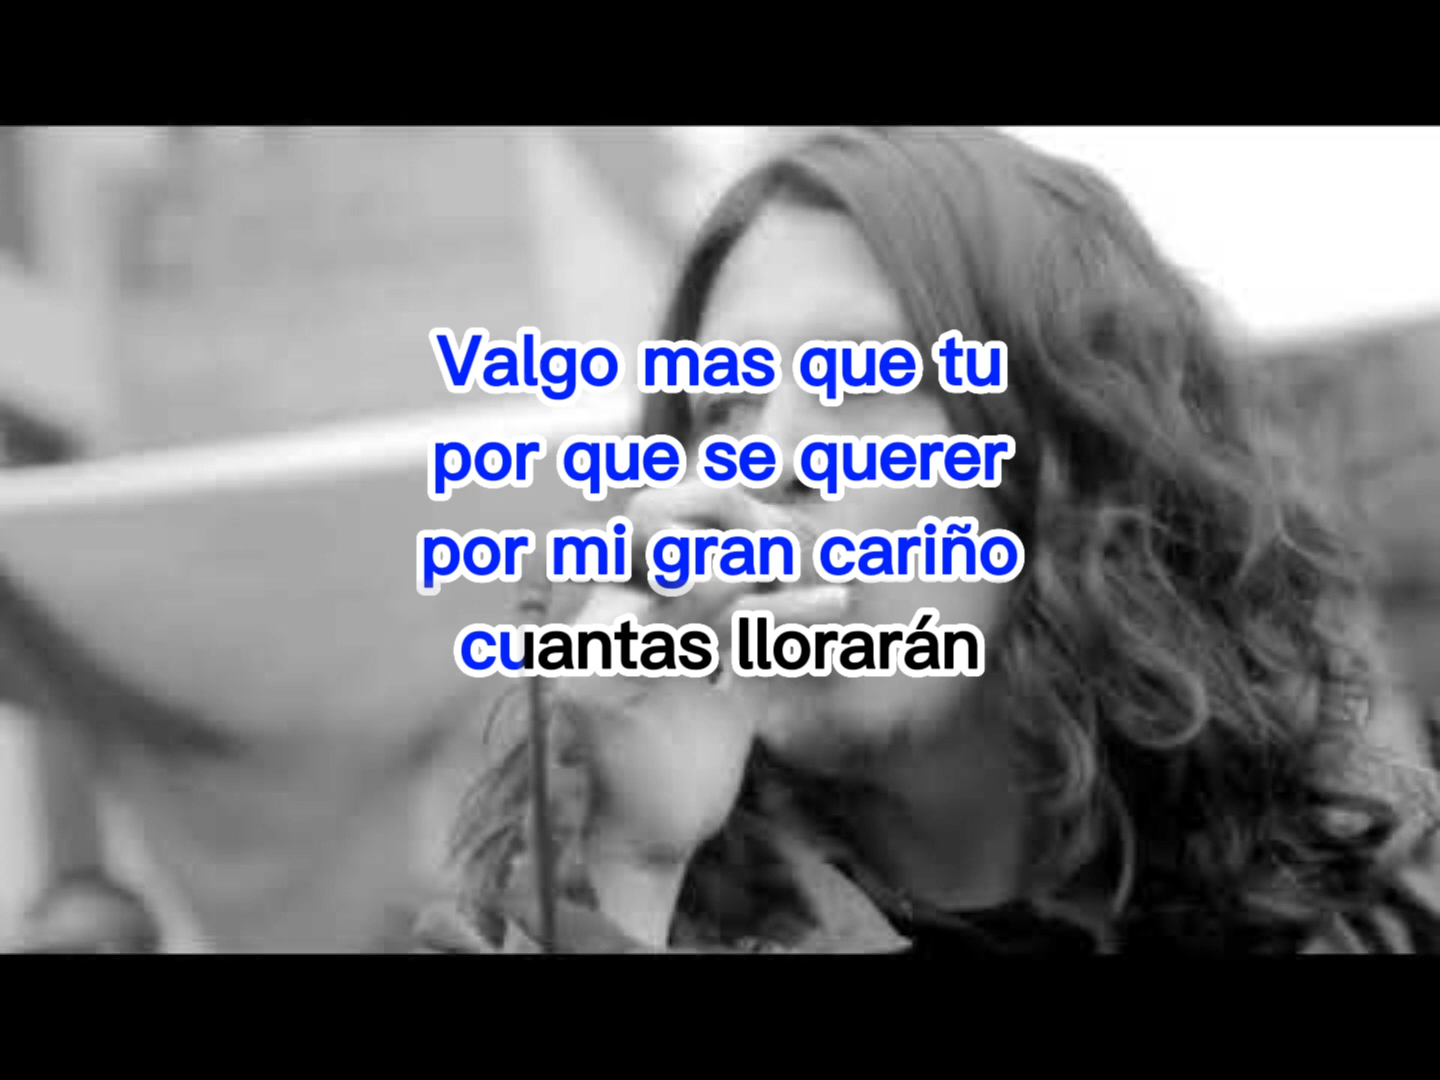 Valgo mas que tu
por que se querer
por mi gran cariño
cuantas llorarán